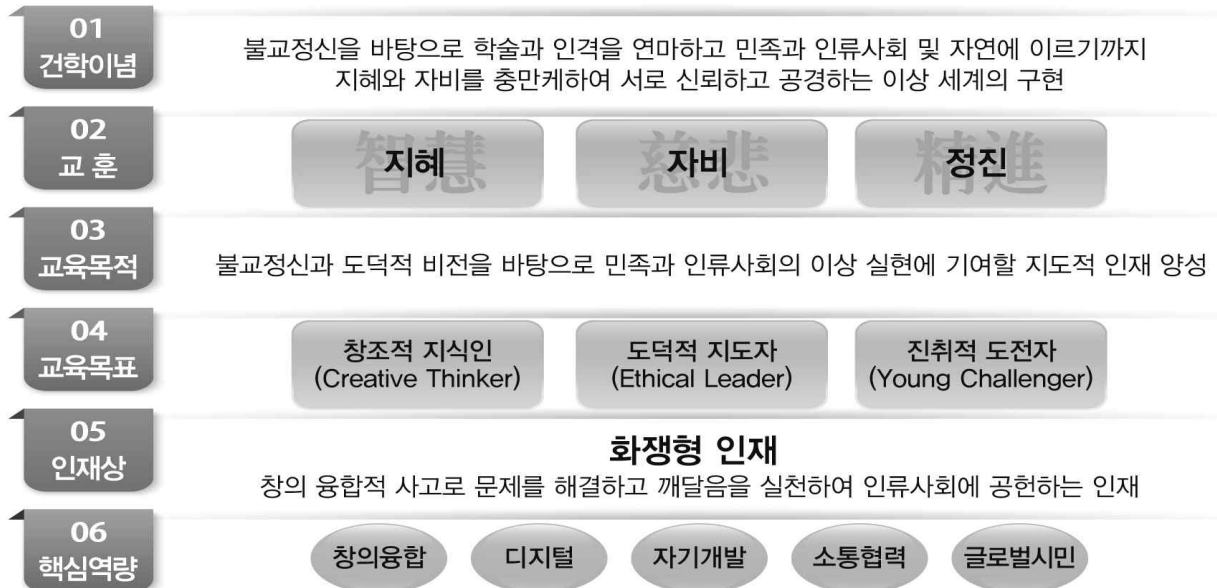 01
건학이념
불교정신을 바탕으로 학술과 인격을 연마하고 민족과 인류사회 및 자연에 이르기까지
지혜와 자비를 충만케하여 서로 신뢰하고 공경하는 이상 세계의 구현
02
교 훈
智慧 지혜
慈悲 자비
精進 정진
03
교육목적
불교정신과 도덕적 비전을 바탕으로 민족과 인류사회의 이상 실현에 기여할 지도적 인재 양성
04
교육목표
창조적 지식인
(Creative Thinker)
도덕적 지도자
(Ethical Leader)
진취적 도전자
(Young Challenger)
05
인재상
화쟁형 인재
창의 융합적 사고로 문제를 해결하고 깨달음을 실천하여 인류사회에 공헌하는 인재
06
핵심역량
창의융합
디지털
자기개발
소통협력
글로벌시민